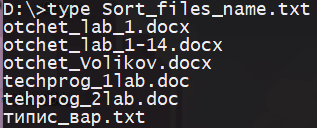 D:\>type Sort_files_name.txt
otchet_lab_1.docx
otchet_lab_1-14.docx
otchet_Volikov.docx
techprog_1lab.doc
tehprog_2lab.doc
типис_вар.txt